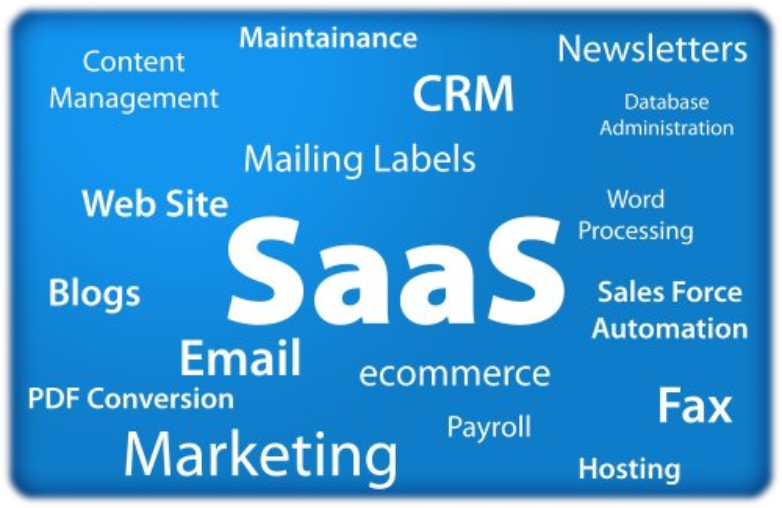 Maintainance
Newsletters
Content
Management
CRM
Database
Administration
Mailing Labels
Web Site
Word
Processing
SaaS
Blogs
Sales Force
Automation
Email
ecommerce
PDF Conversion
Fax
Payroll
Marketing
Hosting